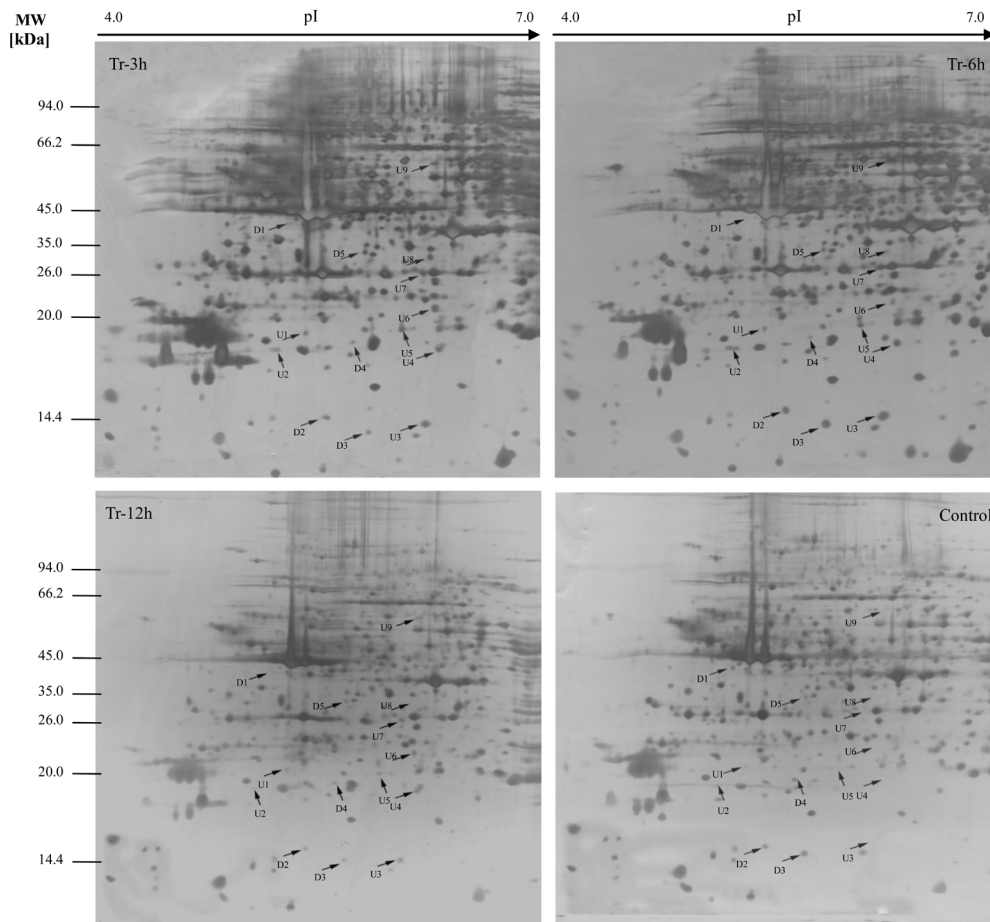 MW
[kDa]
4.0 pI 7.0
4.0 pI 7.0
Tr-3h
94.0
66.2
45.0
35.0
26.0
20.0
14.4
U9
D1
D5
U8
U7
U6
U1
U5
U2
D4
U4
D2
D3
U3
Tr-6h
U9
D1
D5
U8
U7
U6
U1
U5
U2
D4
U4
D2
D3
U3
Tr-12h
94.0
66.2
45.0
35.0
26.0
20.0
14.4
U9
D1
D5
U8
U7
U6
U1
U2
D4
U5
U4
D2
D3
U3
Control
U9
D1
D5
U8
U7
U6
U1
U2
D4
U5
U4
D2
D3
U3